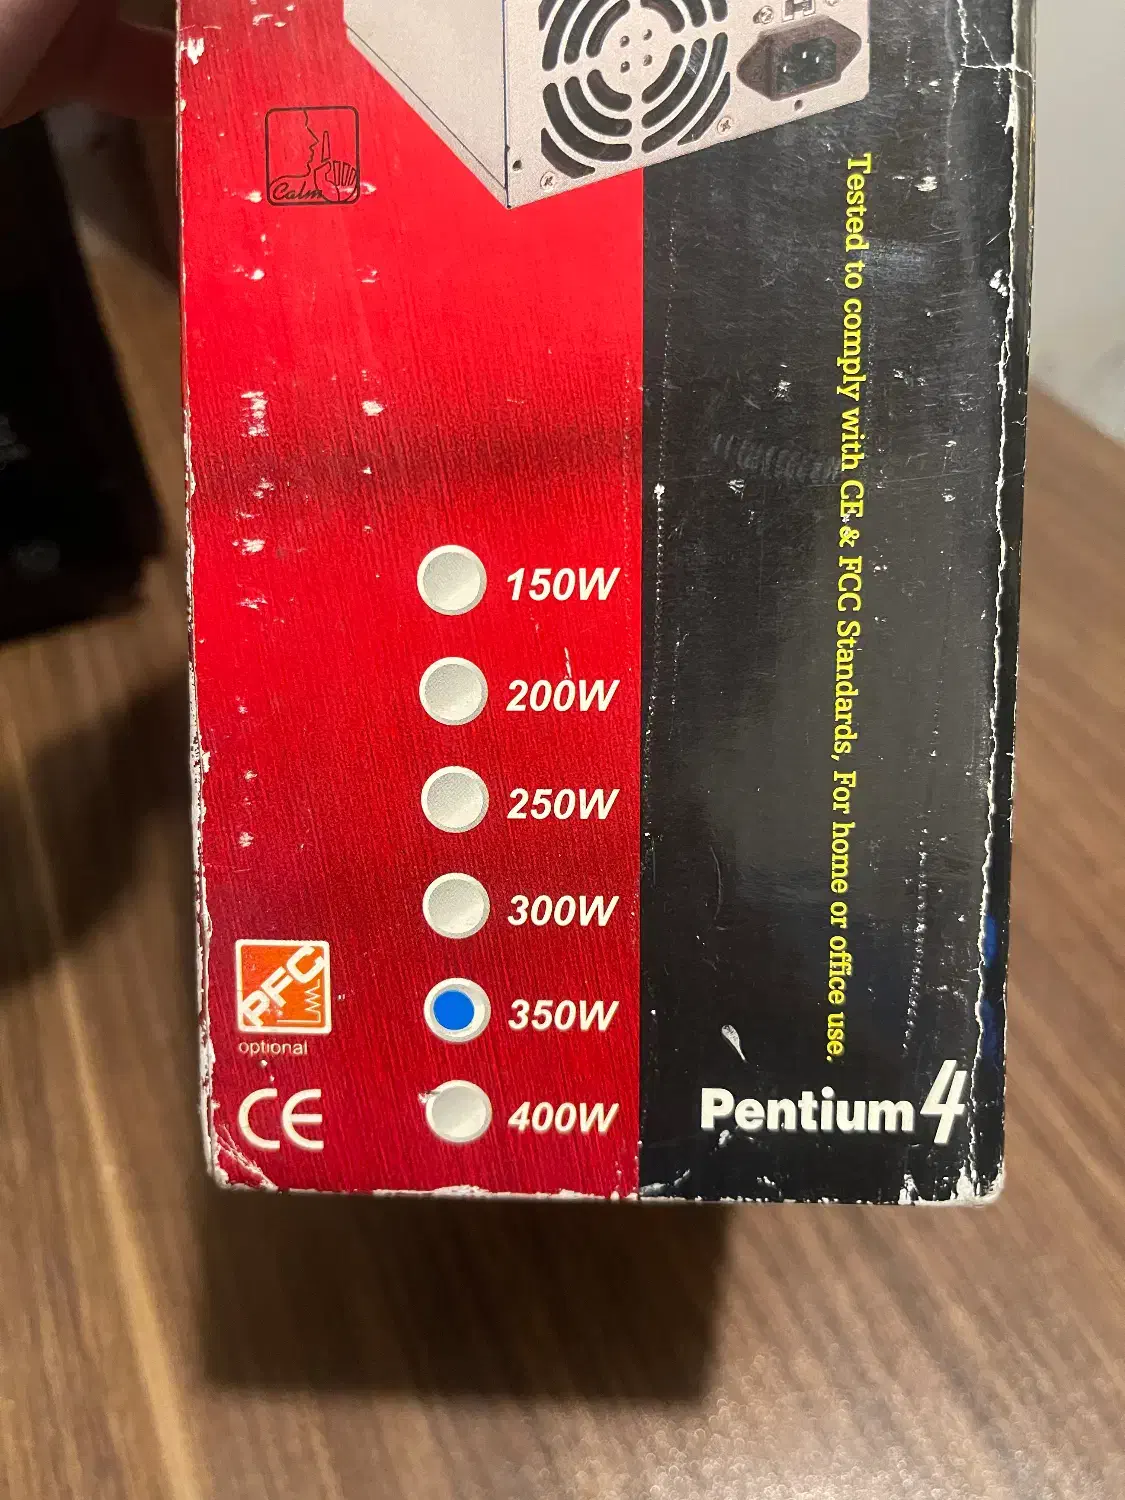 Calm
Tested to comply with CE & FCC Standards, For home or office use.
150W
200W
250W
300W
350W
400W
PFC
optional
CE
Pentium 4